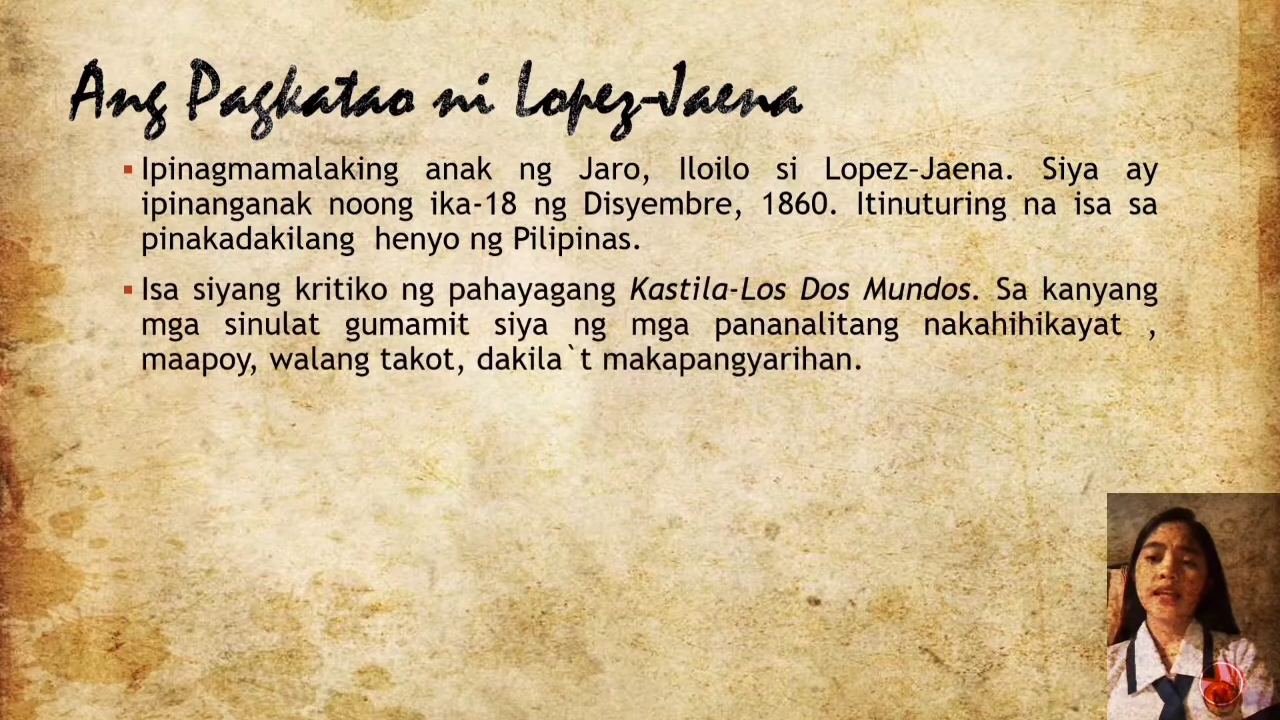 Ang Pagkatao ni Lopez-Jaena
Ipinagmamalaking anak ng Jaro, Iloilo si Lopez-Jaena. Siya ay
ipinanganak noong ika-18 ng Disyembre, 1860. Itinuturing na isa sa
pinakadakilang henyo ng Pilipinas.
Isa siyang kritiko ng pahayagang Kastila-Los Dos Mundos. Sa kanyang
mga sinulat gumamit siya ng mga pananalitang nakahihikayat ,
maapoy, walang takot, dakila`t makapangyarihan.